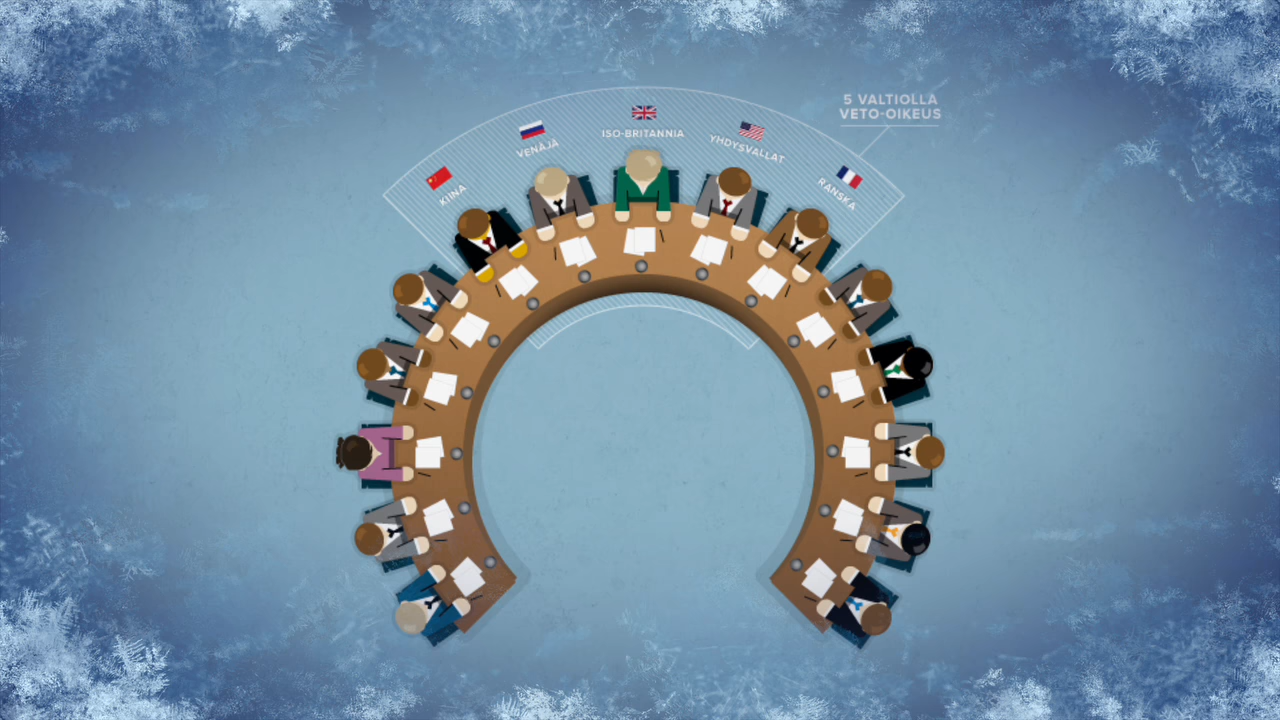 5 VALTIOLLA
VETO-OIKEUS
KIINA
VENÄJÄ
ISO-BRITANNIA
YHDYSVALLAT
RANSKA